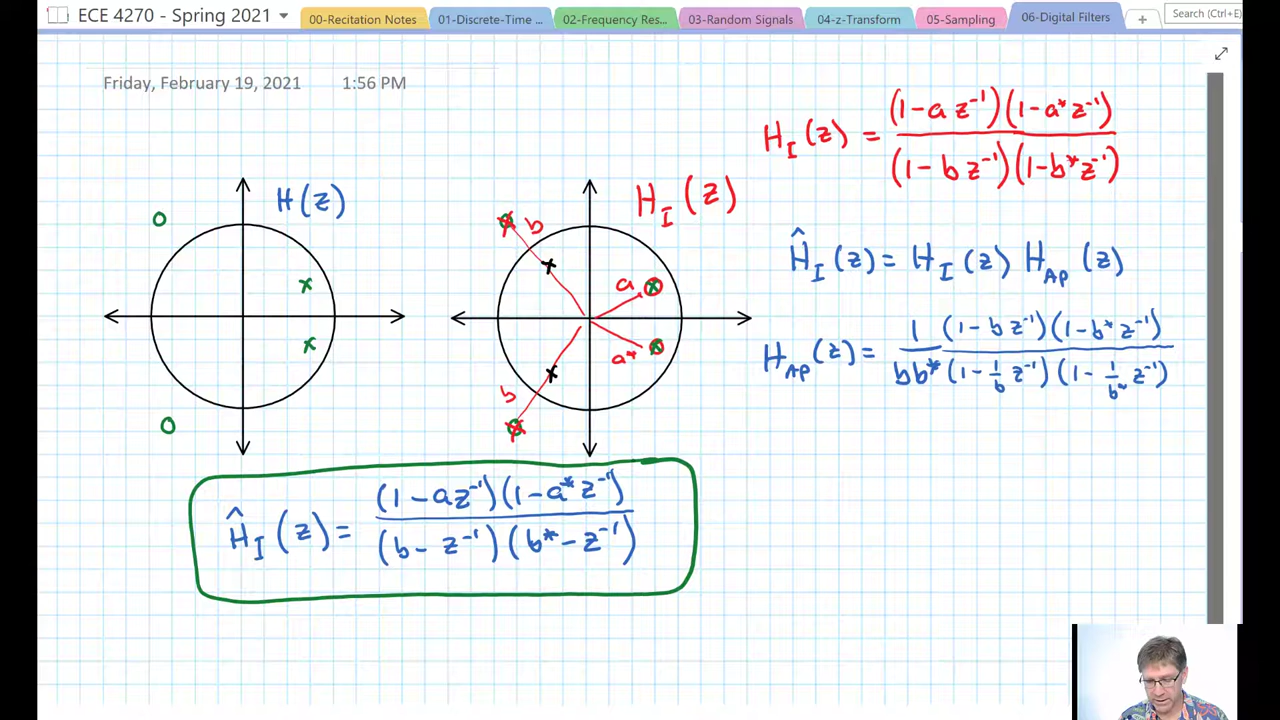 ECE 4270 - Spring 2021
00-Recitation Notes
01-Discrete-Time ...
02-Frequency Res...
03-Random Signals
04-z-Transform
05-Sampling
06-Digital Filters
Search (Ctrl+E)
Friday, February 19, 2021 1:56 PM
H(z)
H_I(z)
b
a
a*
b
H_I(z) = (1 - a z⁻¹)(1 - a* z⁻¹) / (1 - b z⁻¹)(1 - b* z⁻¹)
Ĥ_I(z) = H_I(z) H_AP(z)
H_AP(z) = 1/bb* (1 - b z⁻¹)(1 - b* z⁻¹) / (1 - 1/b z⁻¹)(1 - 1/b* z⁻¹)
Ĥ_I(z) = (1 - a z⁻¹)(1 - a* z⁻¹) / (b - z⁻¹)(b* - z⁻¹)